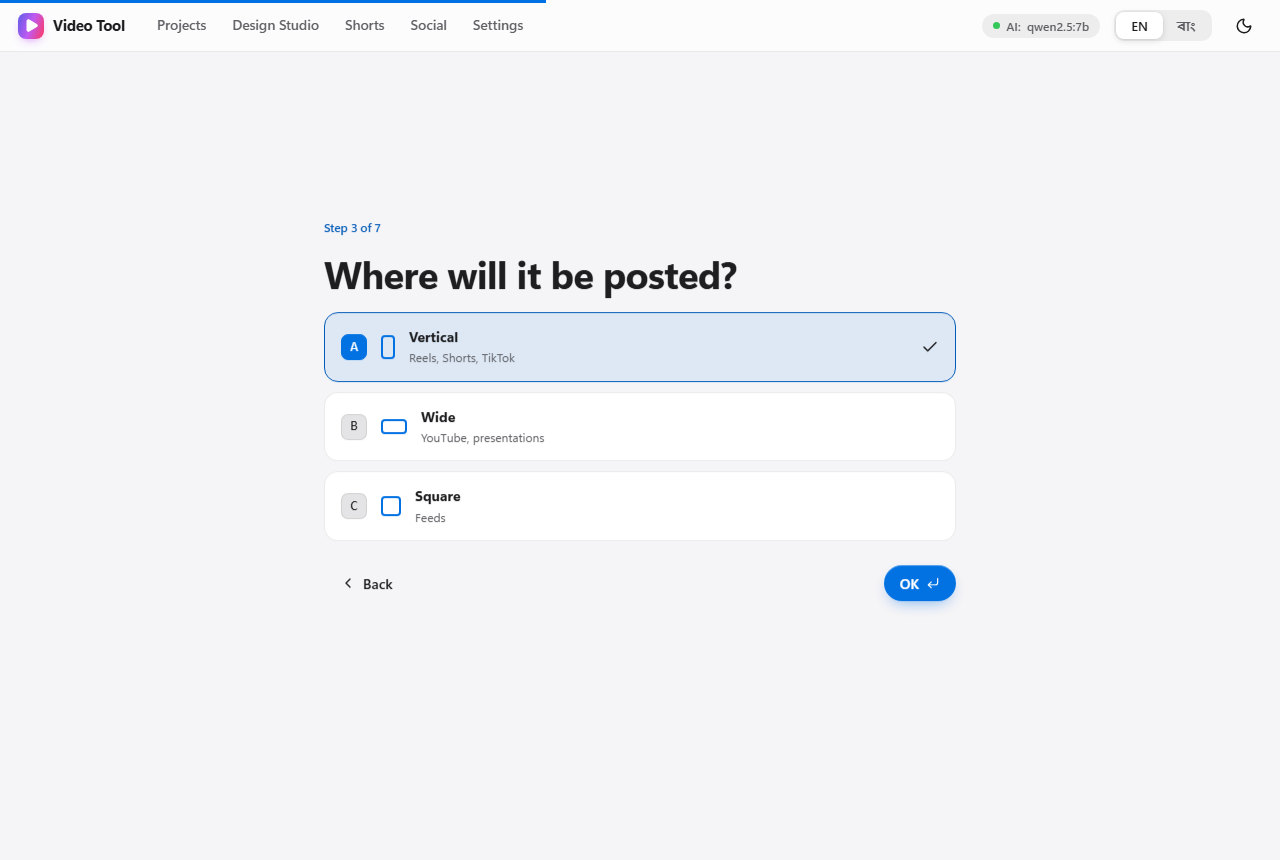 Video Tool
Projects
Design Studio
Shorts
Social
Settings
AI: qwen2.5:7b
EN
বাং
Step 3 of 7
Where will it be posted?
A
Vertical
Reels, Shorts, TikTok
B
Wide
YouTube, presentations
C
Square
Feeds
Back
OK